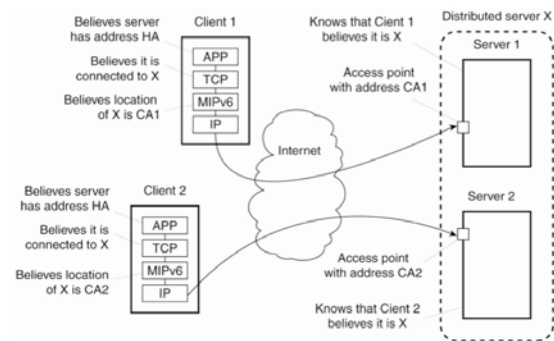 Believes server
has address HA
Believes it is
connected to X
Believes location
of X is CA1
Client 1
APP
TCP
MIPv6
IP
Internet
Knows that Cient 1
believes it is X
Access point
with address CA1
Distributed server X
Server 1
Believes server
has address HA
Believes it is
connected to X
Believes location
of X is CA2
Client 2
APP
TCP
MIPv6
IP
Server 2
Access point
with address CA2
Knows that Cient 2
believes it is X